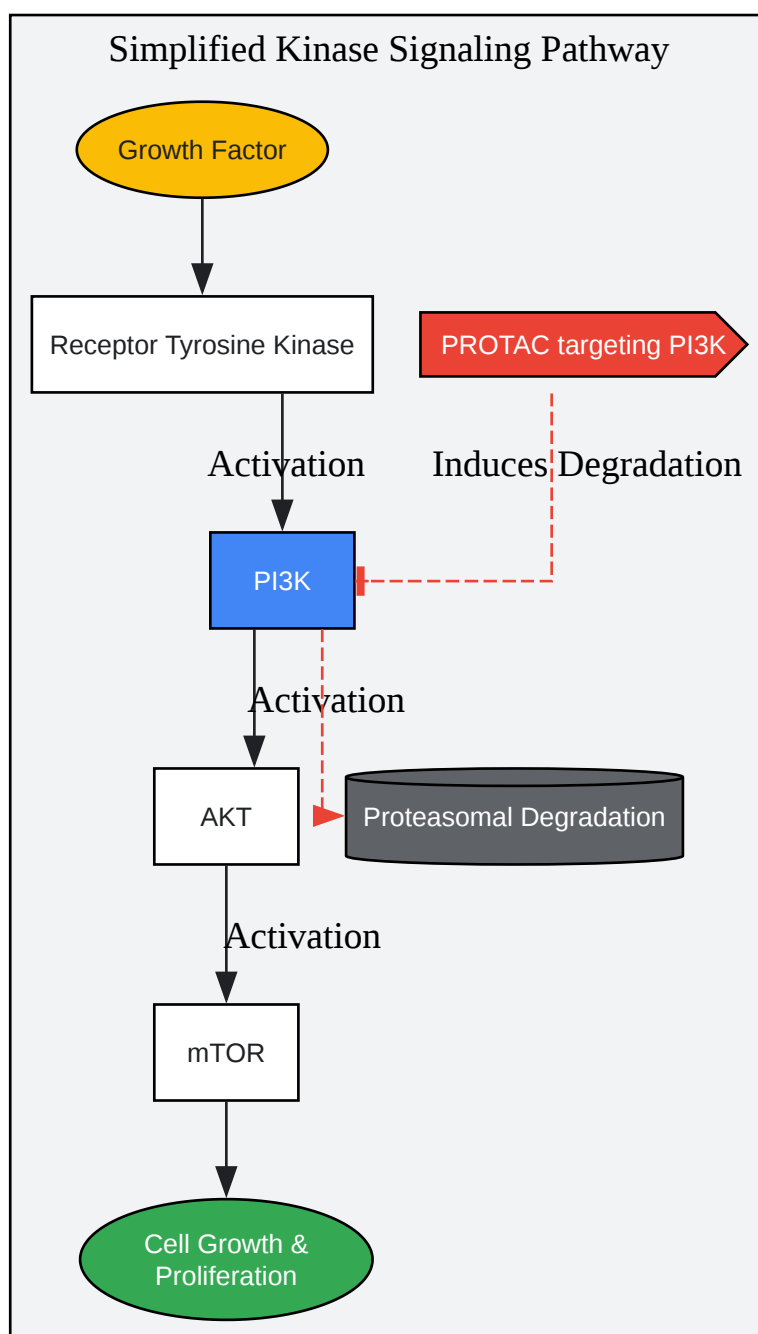 Simplified Kinase Signaling Pathway
Growth Factor
Receptor Tyrosine Kinase
PROTAC targeting PI3K
Activation
Induces Degradation
PI3K
Activation
AKT
Proteasomal Degradation
Activation
mTOR
Cell Growth &
Proliferation